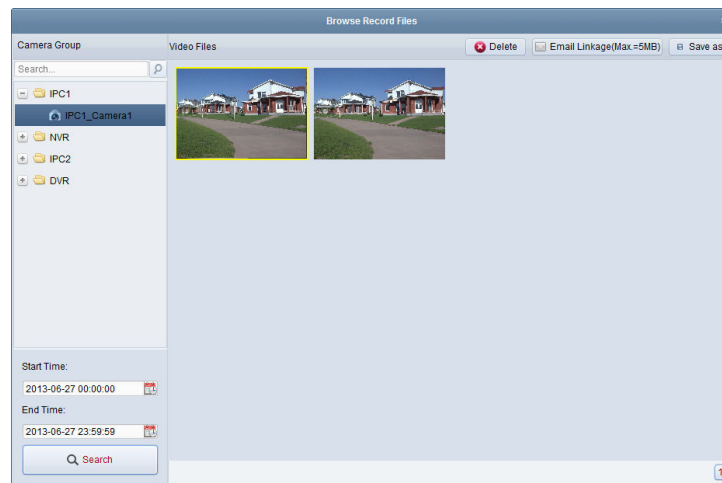 Browse Record Files
Camera Group
Video Files
Delete
Email Linkage(Max.=5MB)
Save as
Search...
IPC1
IPC1_Camera1
NVR
IPC2
DVR
Start Time:
2013-06-27 00:00:00
End Time:
2013-06-27 23:59:59
Search
1